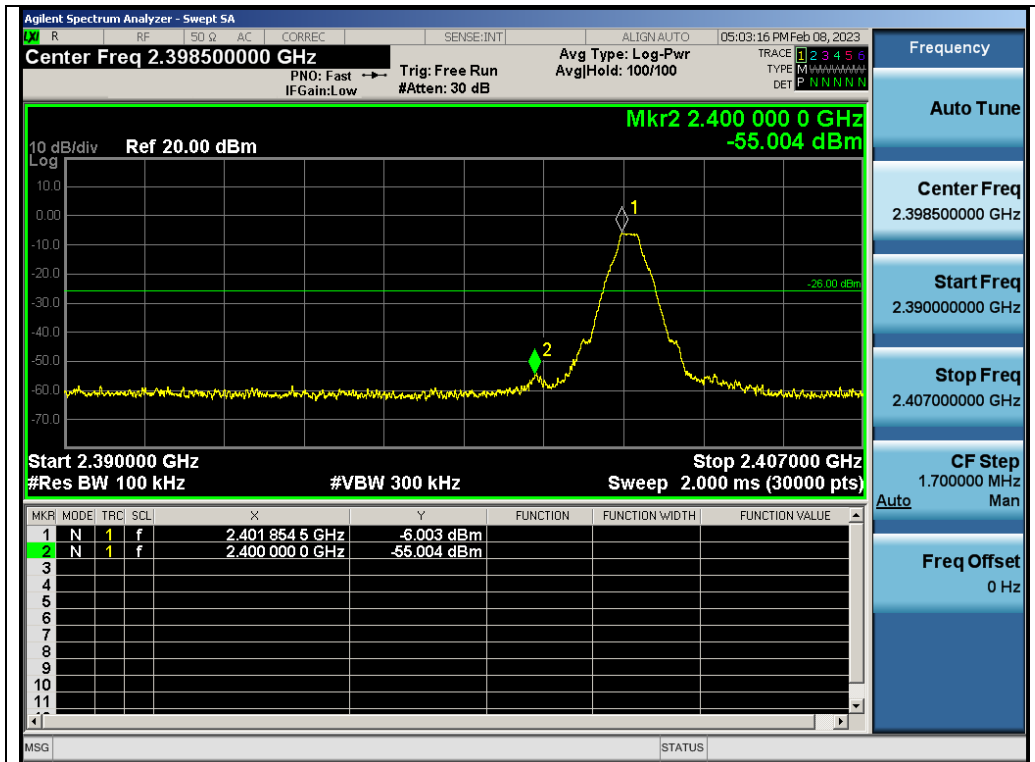 Agilent Spectrum Analyzer - Swept SA
LXI R RF 50 Ω AC CORREC SENSE:INT ALIGN AUTO 05:03:16 PM Feb 08, 2023
Center Freq 2.398500000 GHz
PNO: Fast
IFGain:Low
Trig: Free Run
#Atten: 30 dB
Avg Type: Log-Pwr
Avg|Hold: 100/100
TRACE 1 2 3 4 5 6
TYPE M
DET P N N N N N
Mkr2 2.400 000 0 GHz
-55.004 dBm
10 dB/div
Log
Ref 20.00 dBm
10.0
0.00
-10.0
-20.0
-30.0
-40.0
-50.0
-60.0
-70.0
1
-26.00 dBm
2
Start 2.390000 GHz Stop 2.407000 GHz
#Res BW 100 kHz #VBW 300 kHz Sweep 2.000 ms (30000 pts)
MKR MODE TRC SCL X Y FUNCTION FUNCTION WIDTH FUNCTION VALUE
1 N 1 f 2.401 854 5 GHz -6.003 dBm
2 N 1 f 2.400 000 0 GHz -55.004 dBm
3
4
5
6
7
8
9
10
11
MSG STATUS
Frequency
Auto Tune
Center Freq
2.398500000 GHz
Start Freq
2.390000000 GHz
Stop Freq
2.407000000 GHz
CF Step
1.700000 MHz
Auto Man
Freq Offset
0 Hz